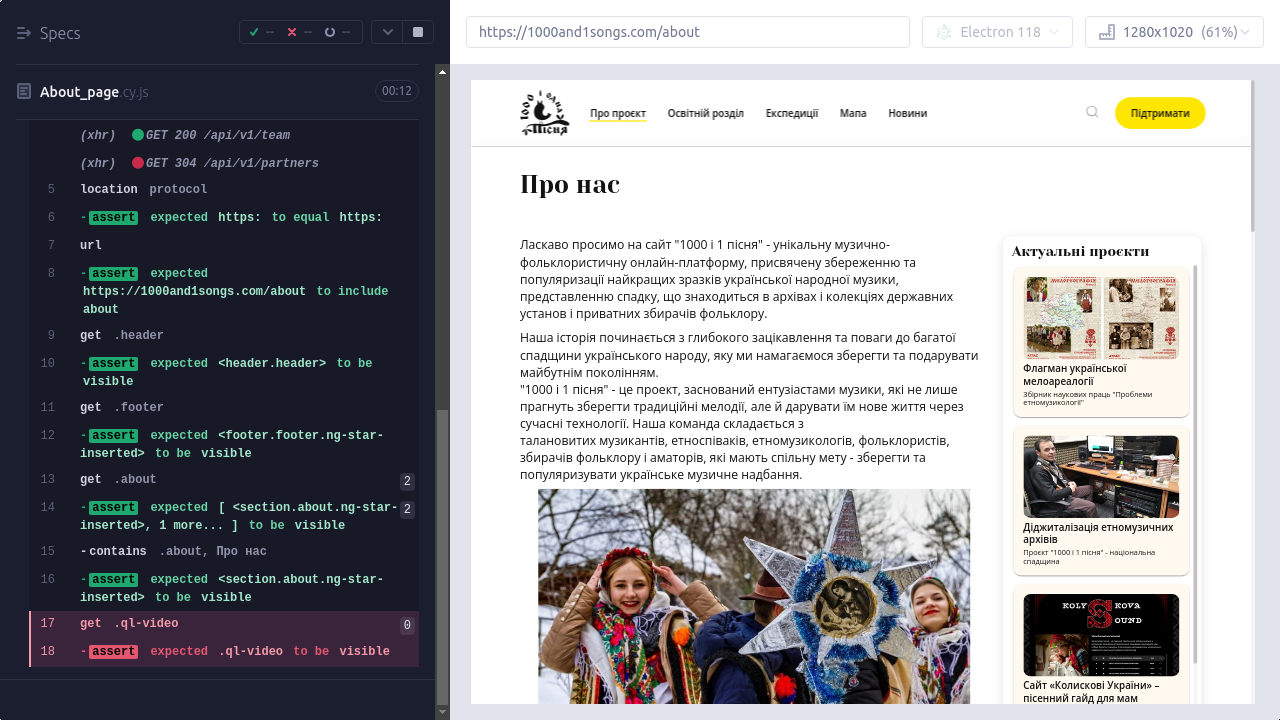 Specs
--
--
--
https://1000and1songs.com/about
Electron 118
1280x1020 (61%)
About_page.cy.js
00:12
(xhr) GET 200 /api/v1/team
(xhr) GET 304 /api/v1/partners
5 location protocol
6 -assert expected https: to equal https:
7 url
8 -assert expected
https://1000and1songs.com/about to include
about
9 get .header
10 -assert expected <header.header> to be
visible
11 get .footer
12 -assert expected <footer.footer.ng-star-
inserted> to be visible
13 get .about 2
14 -assert expected [ <section.about.ng-star-
inserted>, 1 more... ] to be visible 2
15 -contains .about, Про нас
16 -assert expected <section.about.ng-star-
inserted> to be visible
17 get .ql-video 0
18 -assert expected .ql-video to be visible
1000 і одна Пісня
Про проєкт
Освітній розділ
Експедиції
Мапа
Новини
Підтримати
Про нас
Ласкаво просимо на сайт "1000 і 1 пісня" - унікальну музично-
фольклористичну онлайн-платформу, присвячену збереженню та
популяризації найкращих зразків української народної музики,
представленню спадку, що знаходиться в архівах і колекціях державних
установ і приватних збирачів фольклору.
Наша історія починається з глибокого зацікавлення та поваги до багатої
спадщини українського народу, яку ми намагаємося зберегти та подарувати
майбутнім поколінням.
"1000 і 1 пісня" - це проект, заснований ентузіастами музики, які не лише
прагнуть зберегти традиційні мелодії, але й дарувати їм нове життя через
сучасні технології. Наша команда складається з
талановитих музикантів, етноспіваків, етномузикологів, фольклористів,
збирачів фольклору і аматорів, які мають спільну мету - зберегти та
популяризувати українське музичне надбання.
Актуальні проєкти
Флагман української
мелоареалогії
Збірник наукових праць "Проблеми
етномузикології"
Діджиталізація етномузичних
архівів
Проєкт "1000 і 1 пісня" - національна
спадщина
KOLY KOVA
S OUND
Сайт «Колискові України» –
пісенний гайд для мам